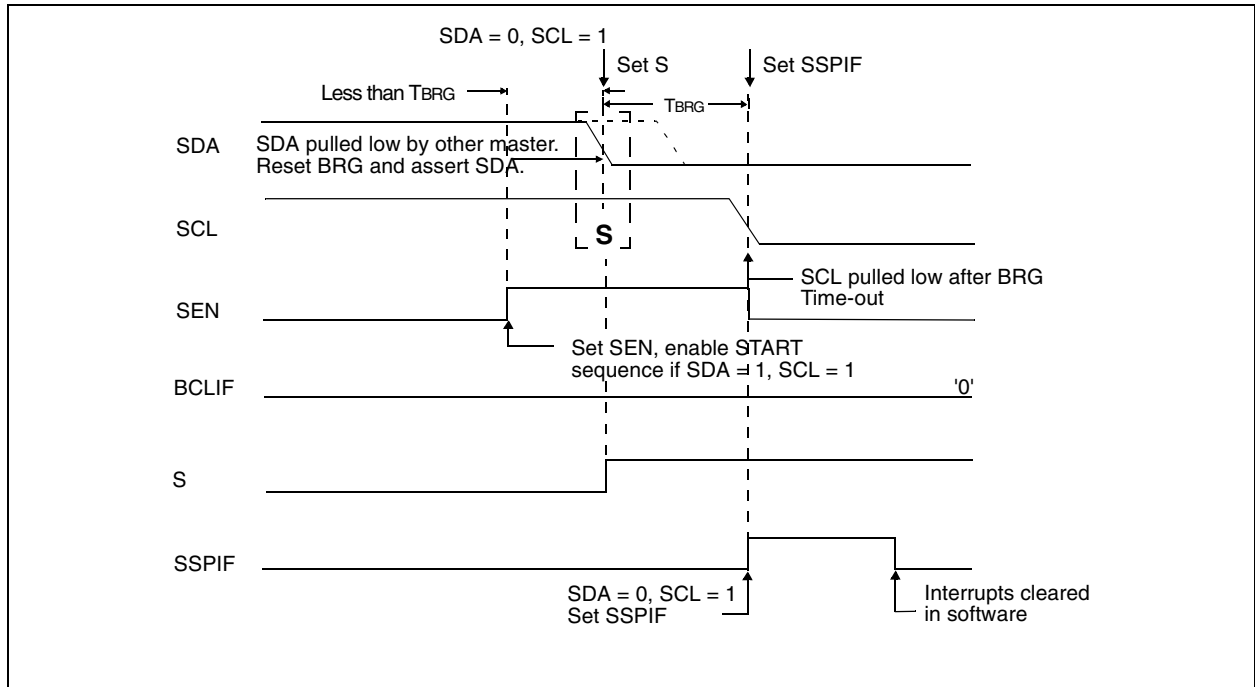 SDA = 0, SCL = 1
Set S
Set SSPIF
Less than TBRG
TBRG
SDA
SDA pulled low by other master.
Reset BRG and assert SDA.
SCL
S
SCL pulled low after BRG
Time-out
SEN
Set SEN, enable START
sequence if SDA = 1, SCL = 1
BCLIF
'0'
S
SSPIF
SDA = 0, SCL = 1
Set SSPIF
Interrupts cleared
in software